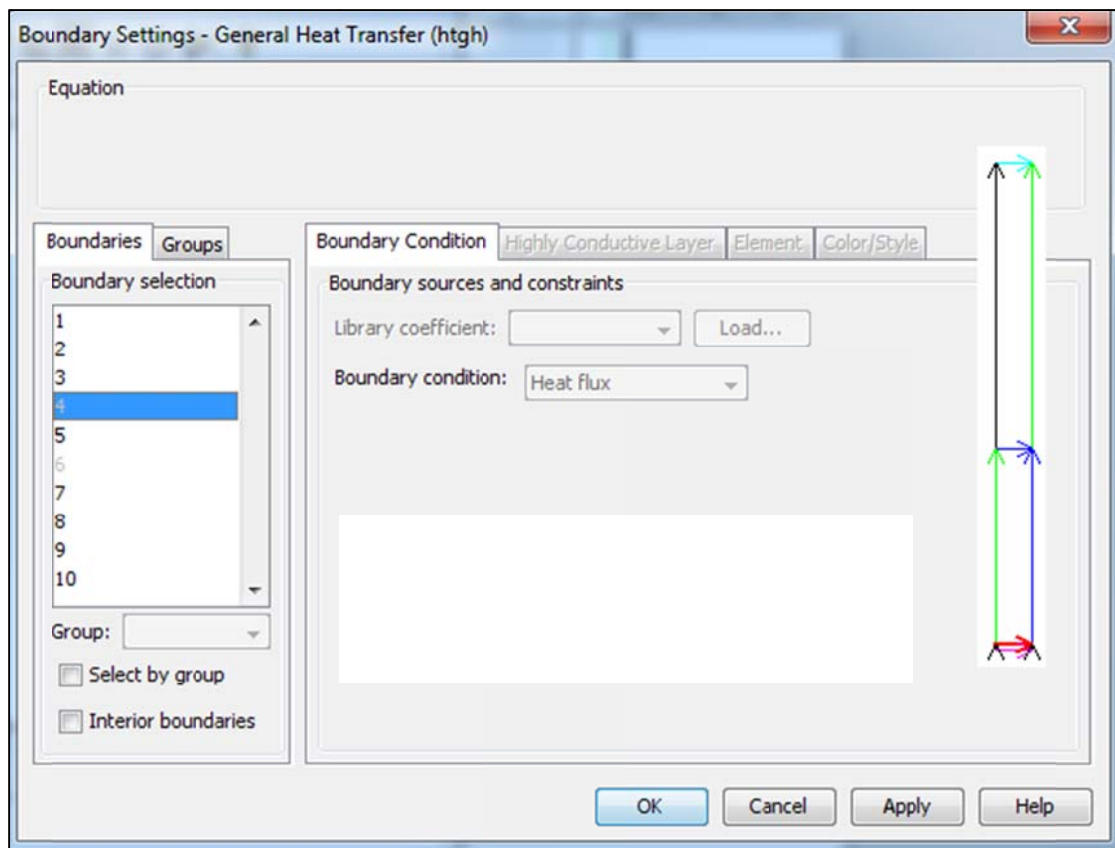 Boundary Settings - General Heat Transfer (htgh)
Equation
Boundaries Groups
Boundary selection
1
2
3
4
5
6
7
8
9
10
Group:
Select by group
Interior boundaries
Boundary Condition Highly Conductive Layer Element Color/Style
Boundary sources and constraints
Library coefficient: Load...
Boundary condition: Heat flux
OK Cancel Apply Help